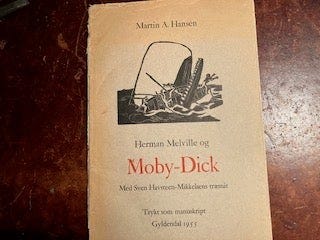 Martin A. Hansen
Herman Melville og
Moby-Dick
Med Sven Havsteen-Mikkelsens træsnit
Trykt som manuskript
Gyldendal 1955